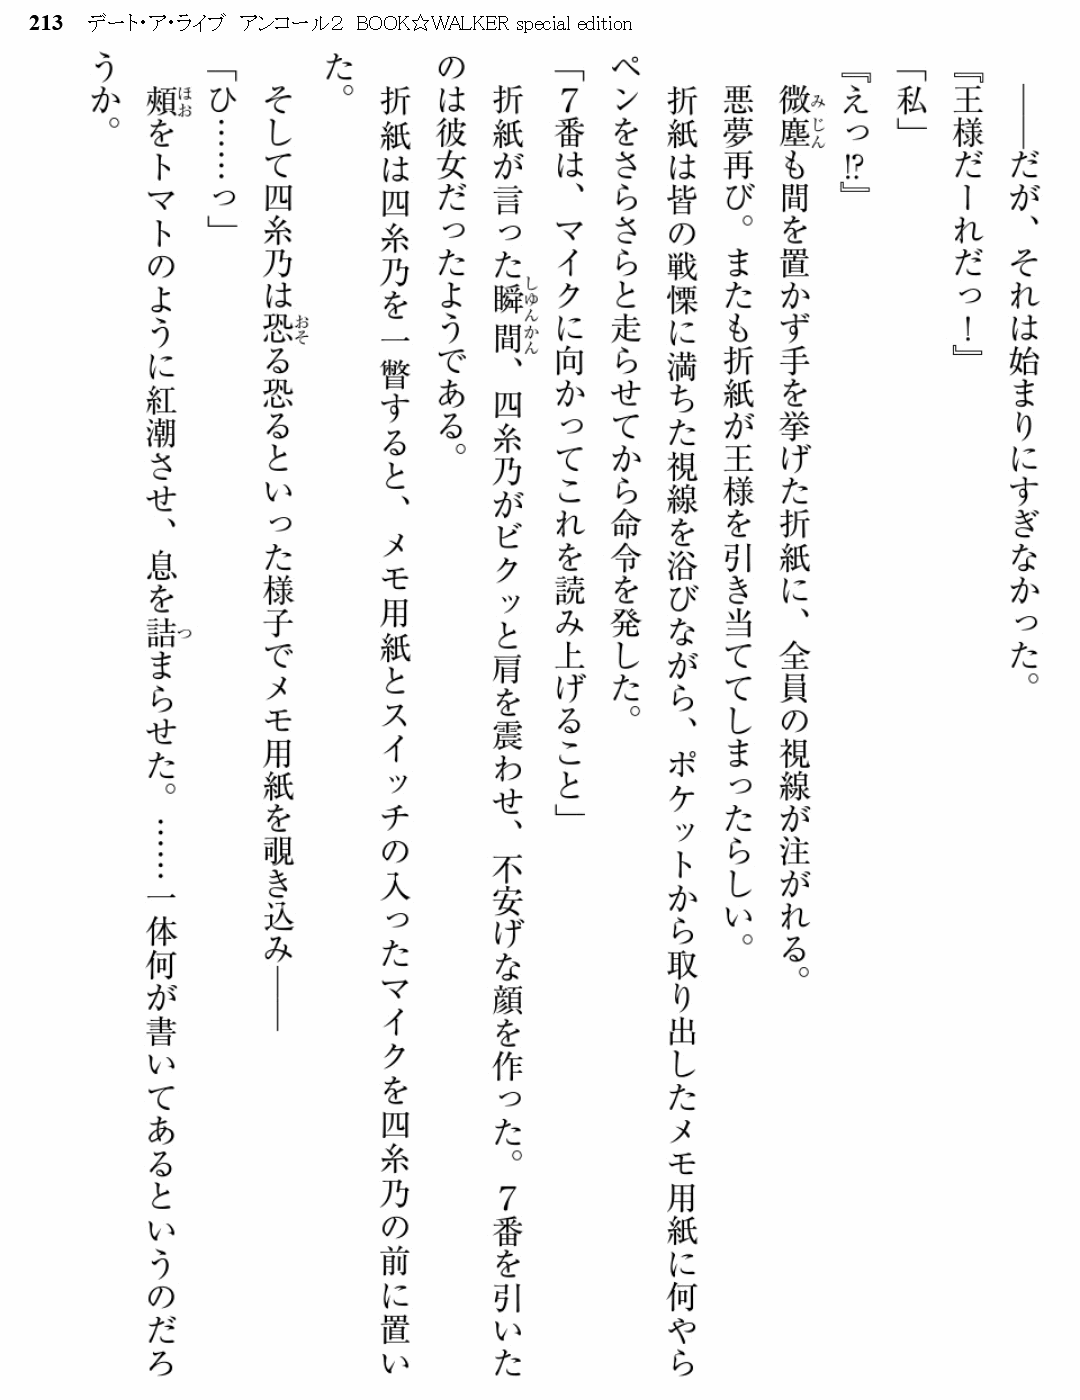 213 デート・ア・ライブ アンコール2 BOOK☆WALKER special edition
――だが、それは始まりにすぎなかった。
『王様だーれだっ！』
「私」
『えっ!?』
微塵も間を置かず手を挙げた折紙に、全員の視線が注がれる。
悪夢再び。またも折紙が王様を引き当ててしまったらしい。
折紙は皆の戦慄に満ちた視線を浴びながら、ポケットから取り出したメモ用紙に何やら
ペンをさらさらと走らせてから命令を発した。
「７番は、マイクに向かってこれを読み上げること」
折紙が言った瞬間、四糸乃がビクッと肩を震わせ、不安げな顔を作った。７番を引いた
のは彼女だったようである。
折紙は四糸乃を一瞥すると、メモ用紙とスイッチの入ったマイクを四糸乃の前に置い
た。
そして四糸乃は恐る恐るといった様子でメモ用紙を覗き込み――
「ひ……っ」
頰をトマトのように紅潮させ、息を詰まらせた。……一体何が書いてあるというのだろ
うか。